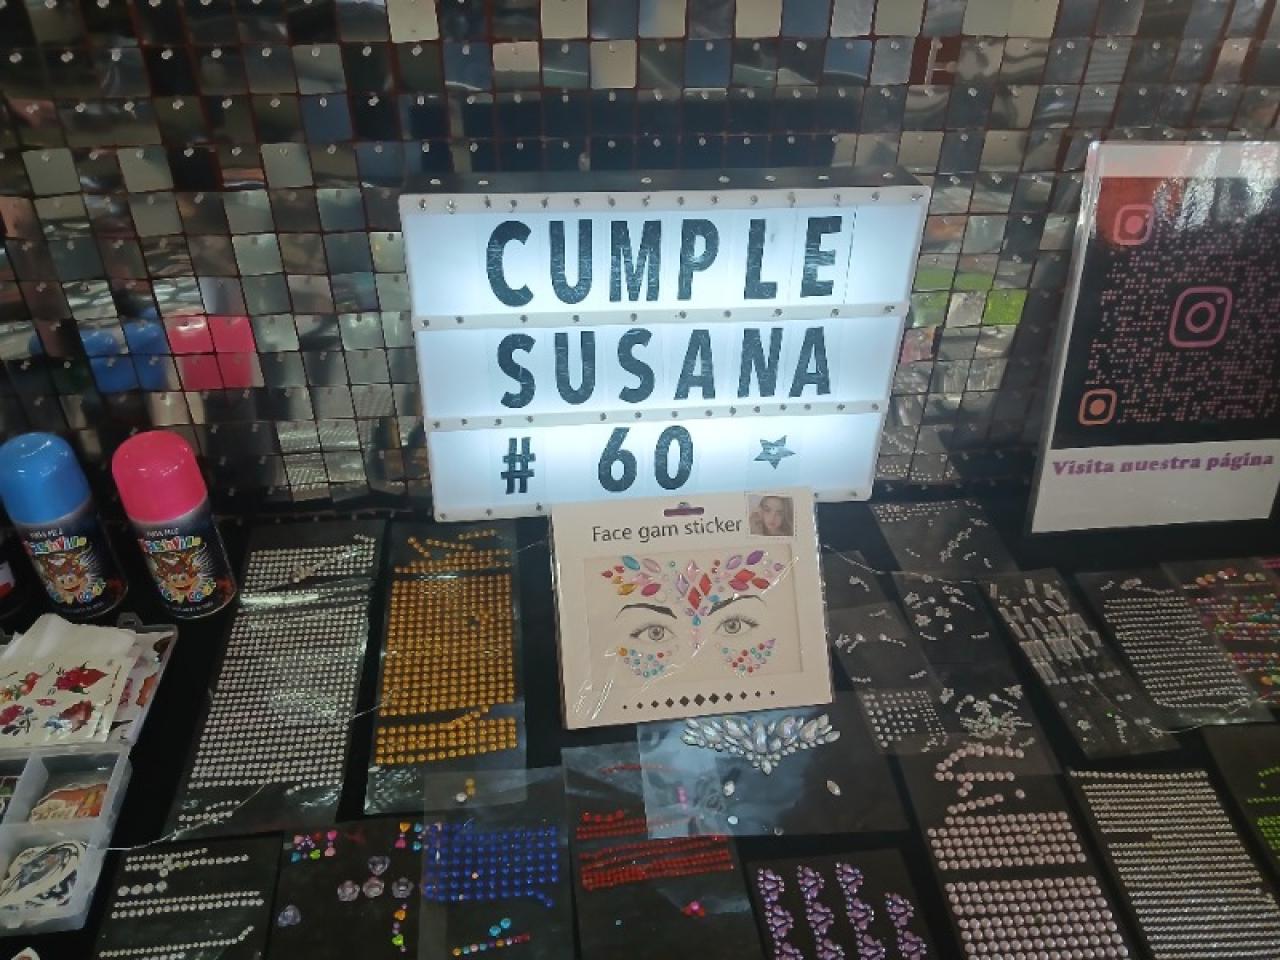 CUMPLE
SUSANA
# 60
Face gam sticker
Visita nuestra página